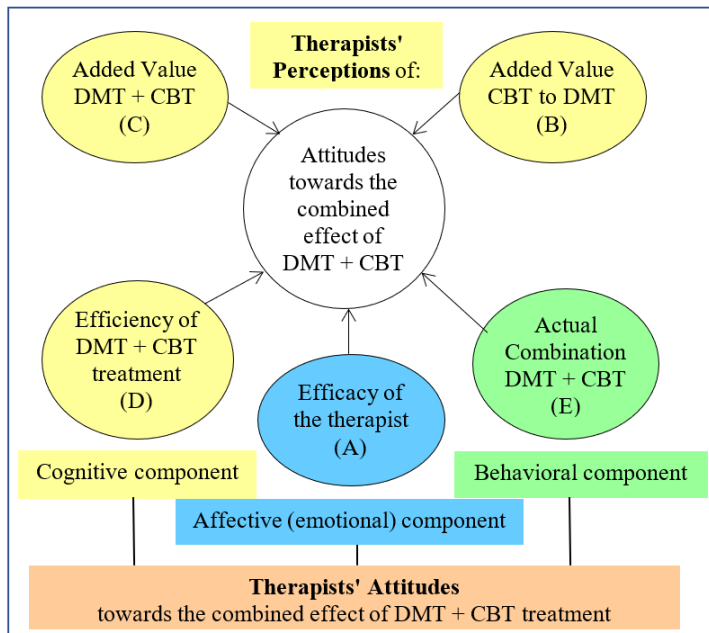 Therapists'
Perceptions of:
Added Value
DMT + CBT
(C)
Added Value
CBT to DMT
(B)
Attitudes
towards the
combined
effect of
DMT + CBT
Efficiency of
DMT + CBT
treatment
(D)
Efficacy of
the therapist
(A)
Actual
Combination
DMT + CBT
(E)
Cognitive component
Behavioral component
Affective (emotional) component
Therapists' Attitudes
towards the combined effect of DMT + CBT treatment